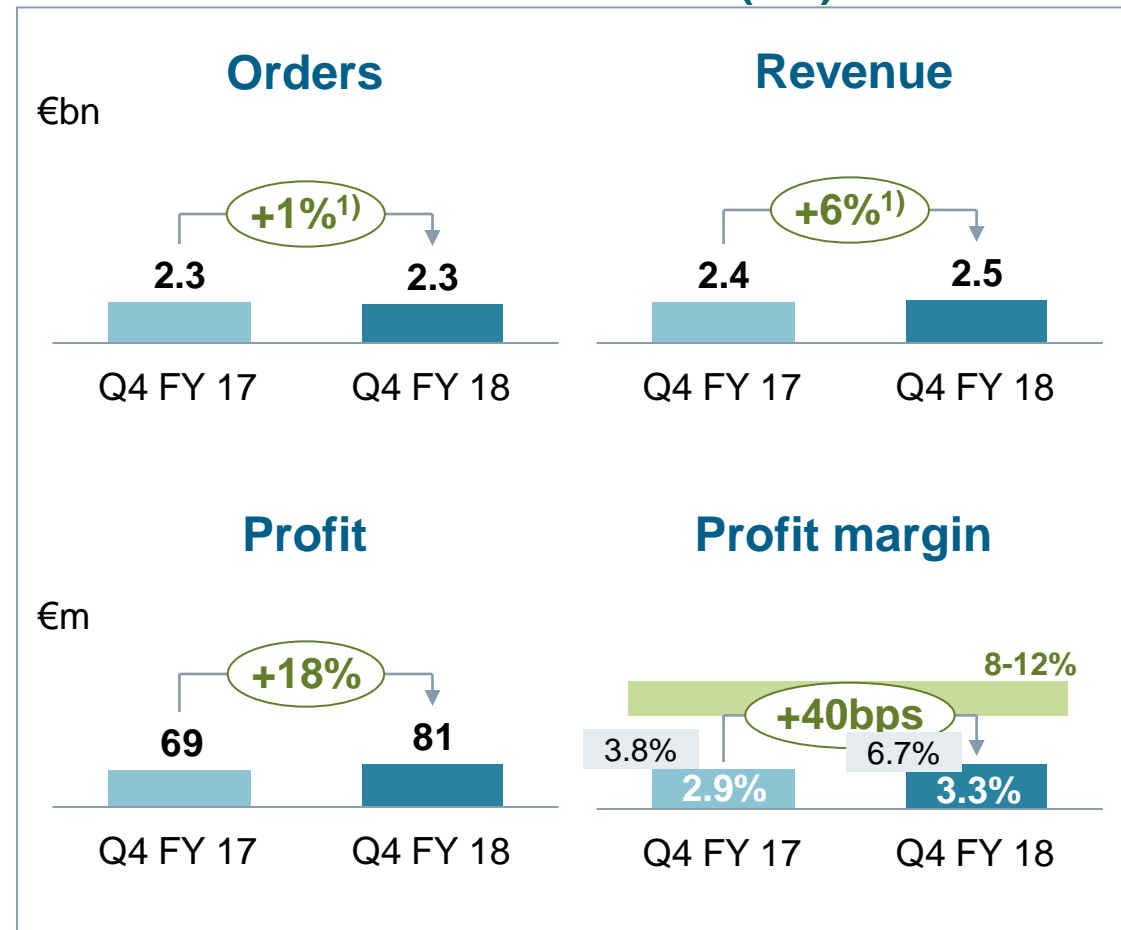 Orders Revenue
€bn
+1%1) +6%1)
2.3 2.3 2.4 2.5
Q4 FY 17 Q4 FY 18 Q4 FY 17 Q4 FY 18
Profit Profit margin
€m
8-12%
+18% +40bps
69 81 3.8% 6.7%
2.9% 3.3%
Q4 FY 17 Q4 FY 18 Q4 FY 17 Q4 FY 18